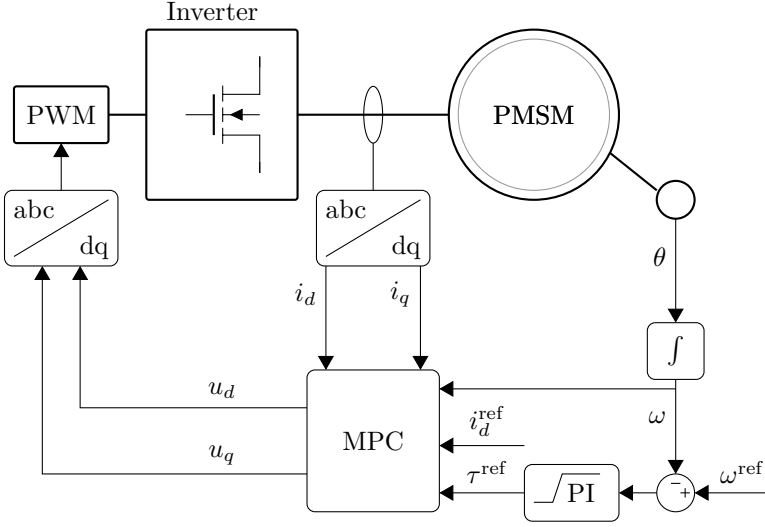 Inverter
PWM
PMSM
abc
dq
abc
dq
θ
i_d
i_q
∫
u_d
ω
i_d^ref
MPC
u_q
τ^ref
ω^ref
−
+
PI